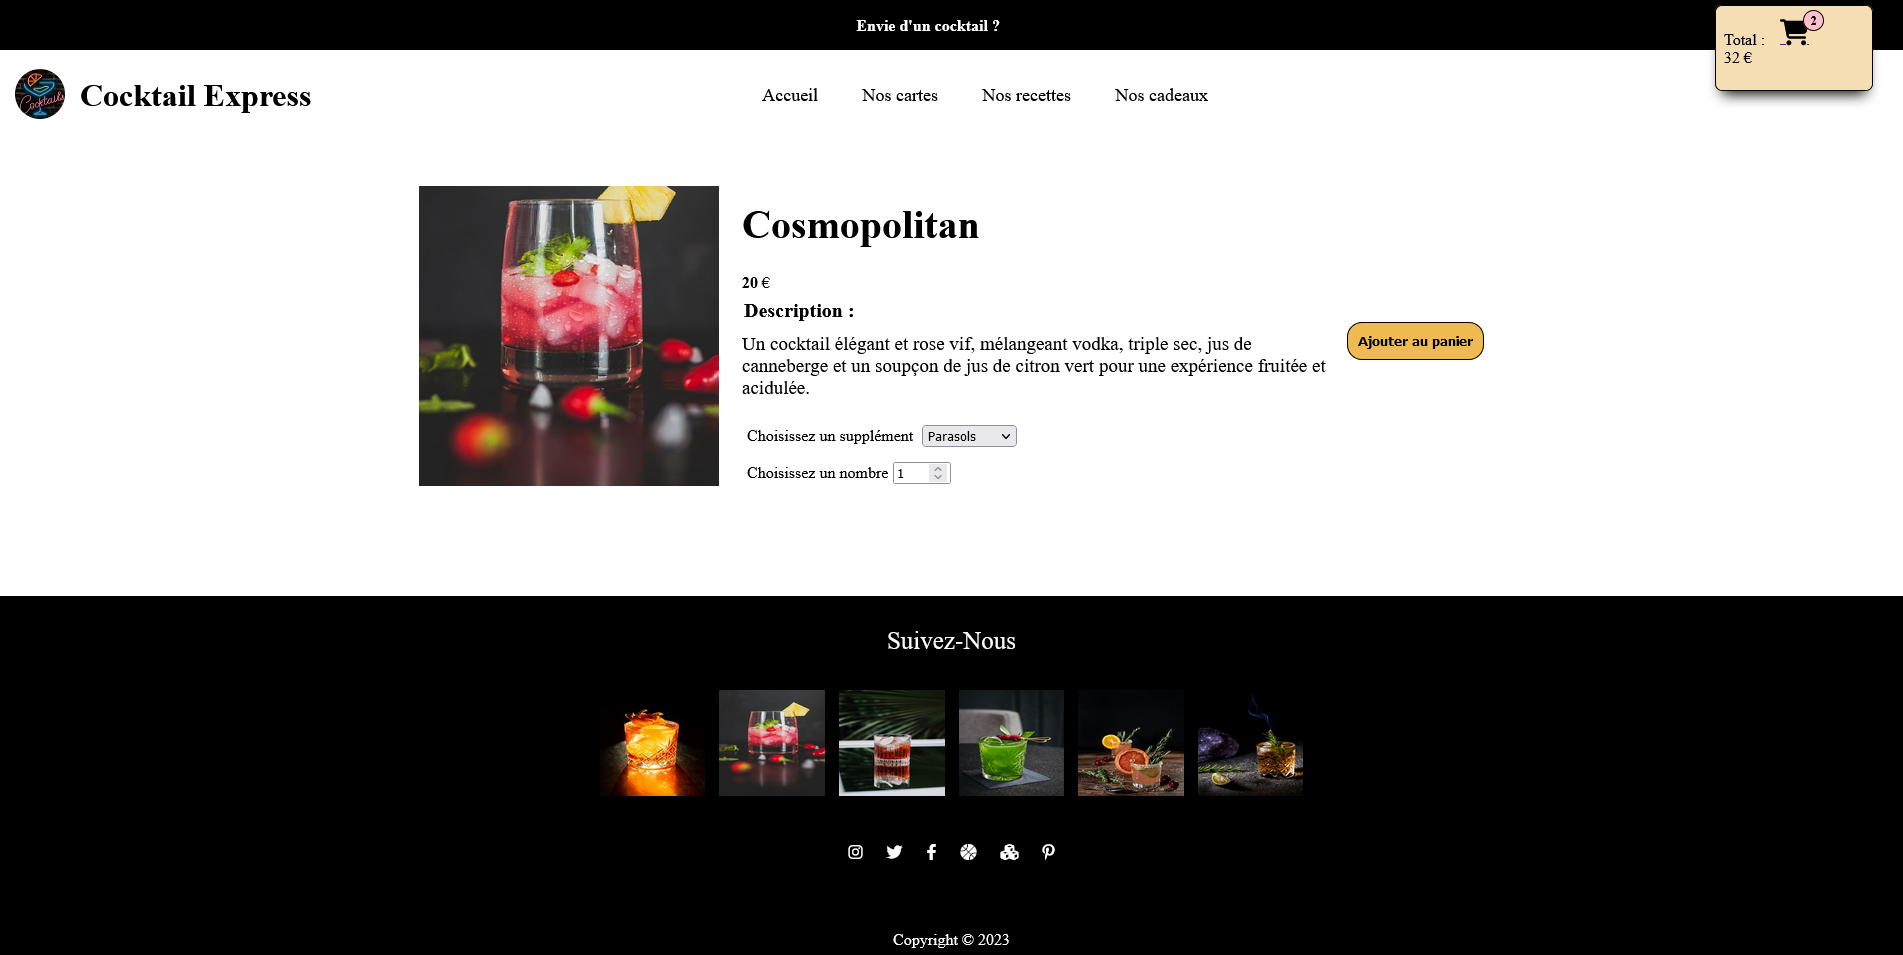 Envie d'un cocktail ?
2
Total :
32 €
Cocktails
Cocktail Express
Accueil
Nos cartes
Nos recettes
Nos cadeaux
Cosmopolitan
20 €
Description :
Un cocktail élégant et rose vif, mélangeant vodka, triple sec, jus de
canneberge et un soupçon de jus de citron vert pour une expérience fruitée et
acidulée.
Ajouter au panier
Choisissez un supplément Parasols
Choisissez un nombre 1
Suivez-Nous
Copyright © 2023